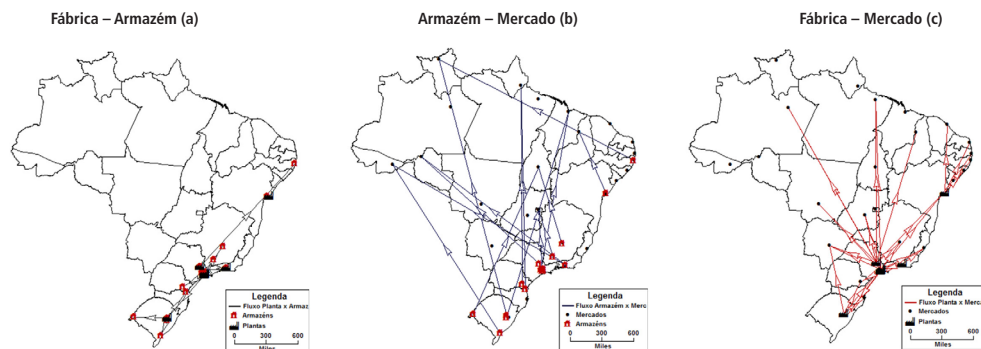 Fábrica – Armazém (a)
Armazém – Mercado (b)
Fábrica – Mercado (c)
Legenda
Fluxo Planta x Armaz
Armazéns
Plantas
0 300 600
Miles
Legenda
Fluxo Armazém x Merc
Mercados
Armazéns
0 300 600
Miles
Legenda
Fluxo Planta x Merca
Mercados
Plantas
0 300 600
Miles